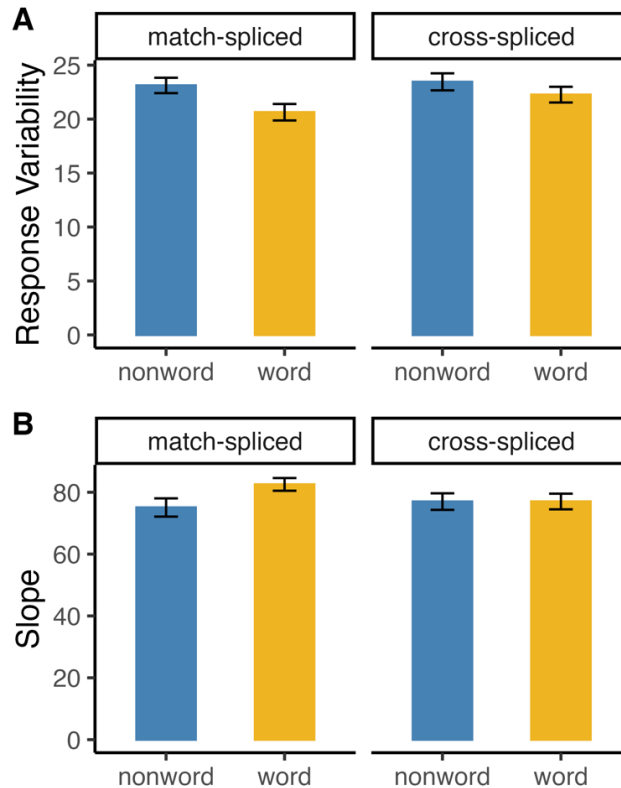 A
match-spliced cross-spliced
Response Variability
25
20
15
10
5
0
nonword word nonword word
B
match-spliced cross-spliced
Slope
80
60
40
20
0
nonword word nonword word